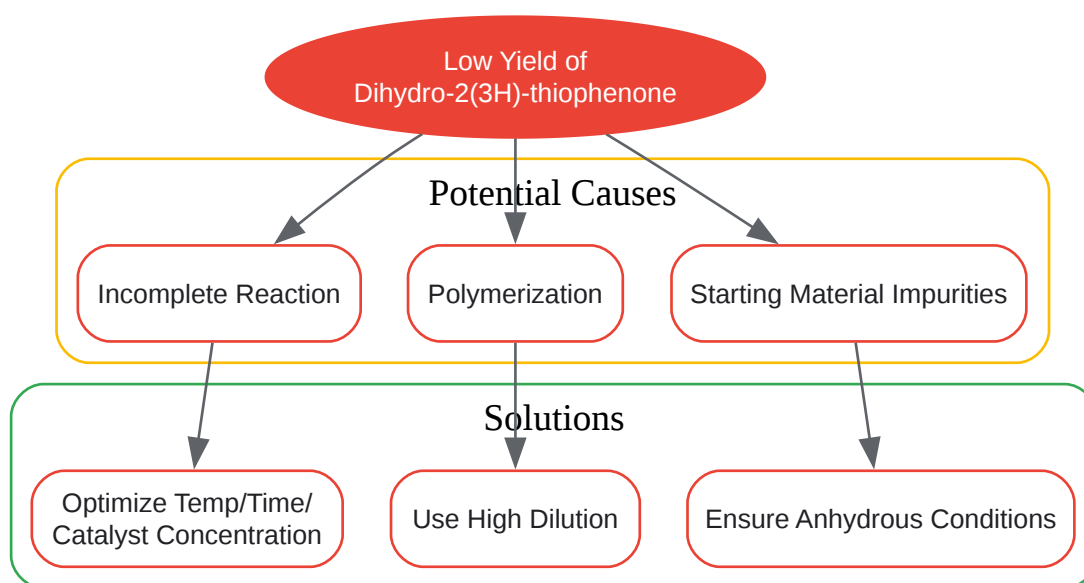 Low Yield of
Dihydro-2(3H)-thiophenone
Potential Causes
Incomplete Reaction
Polymerization
Starting Material Impurities
Solutions
Optimize Temp/Time/
Catalyst Concentration
Use High Dilution
Ensure Anhydrous Conditions